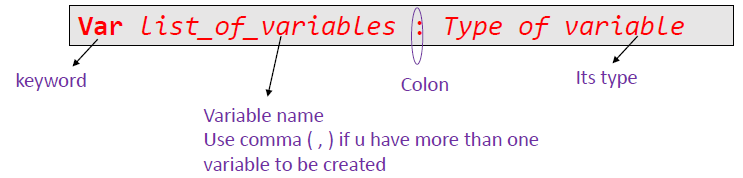 Var list_of_variables : Type of variable
keyword
Colon
Its type
Variable name
Use comma ( , ) if u have more than one
variable to be created